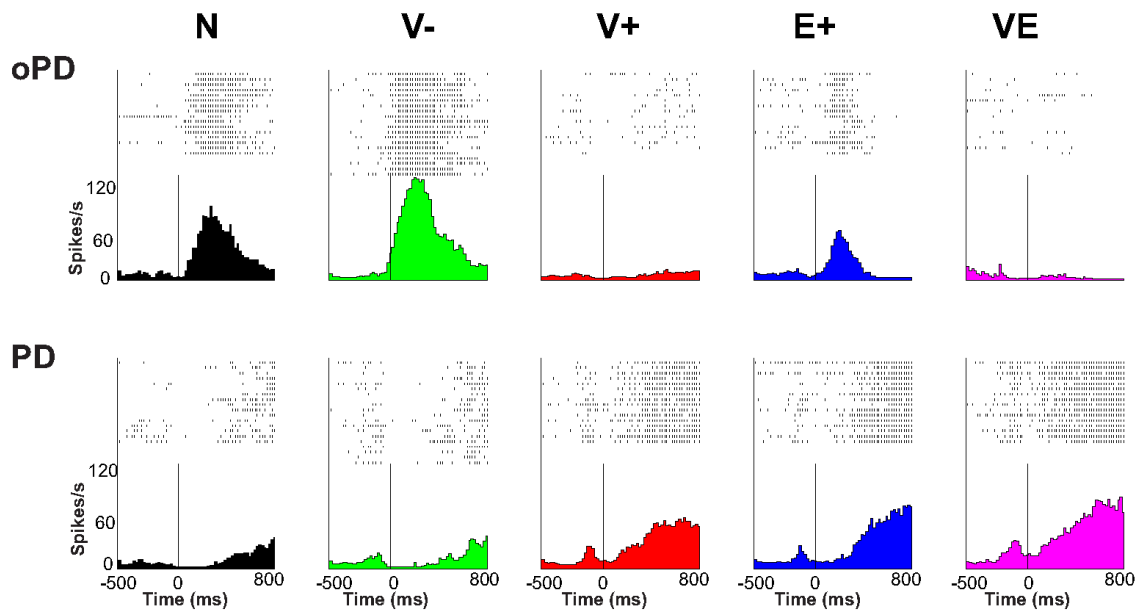 N V- V+ E+ VE
oPD
120
60
0
Spikes/s
PD
120
60
0
Spikes/s
-500 0 800 -500 0 800 -500 0 800 -500 0 800 -500 0 800
Time (ms) Time (ms) Time (ms) Time (ms) Time (ms)